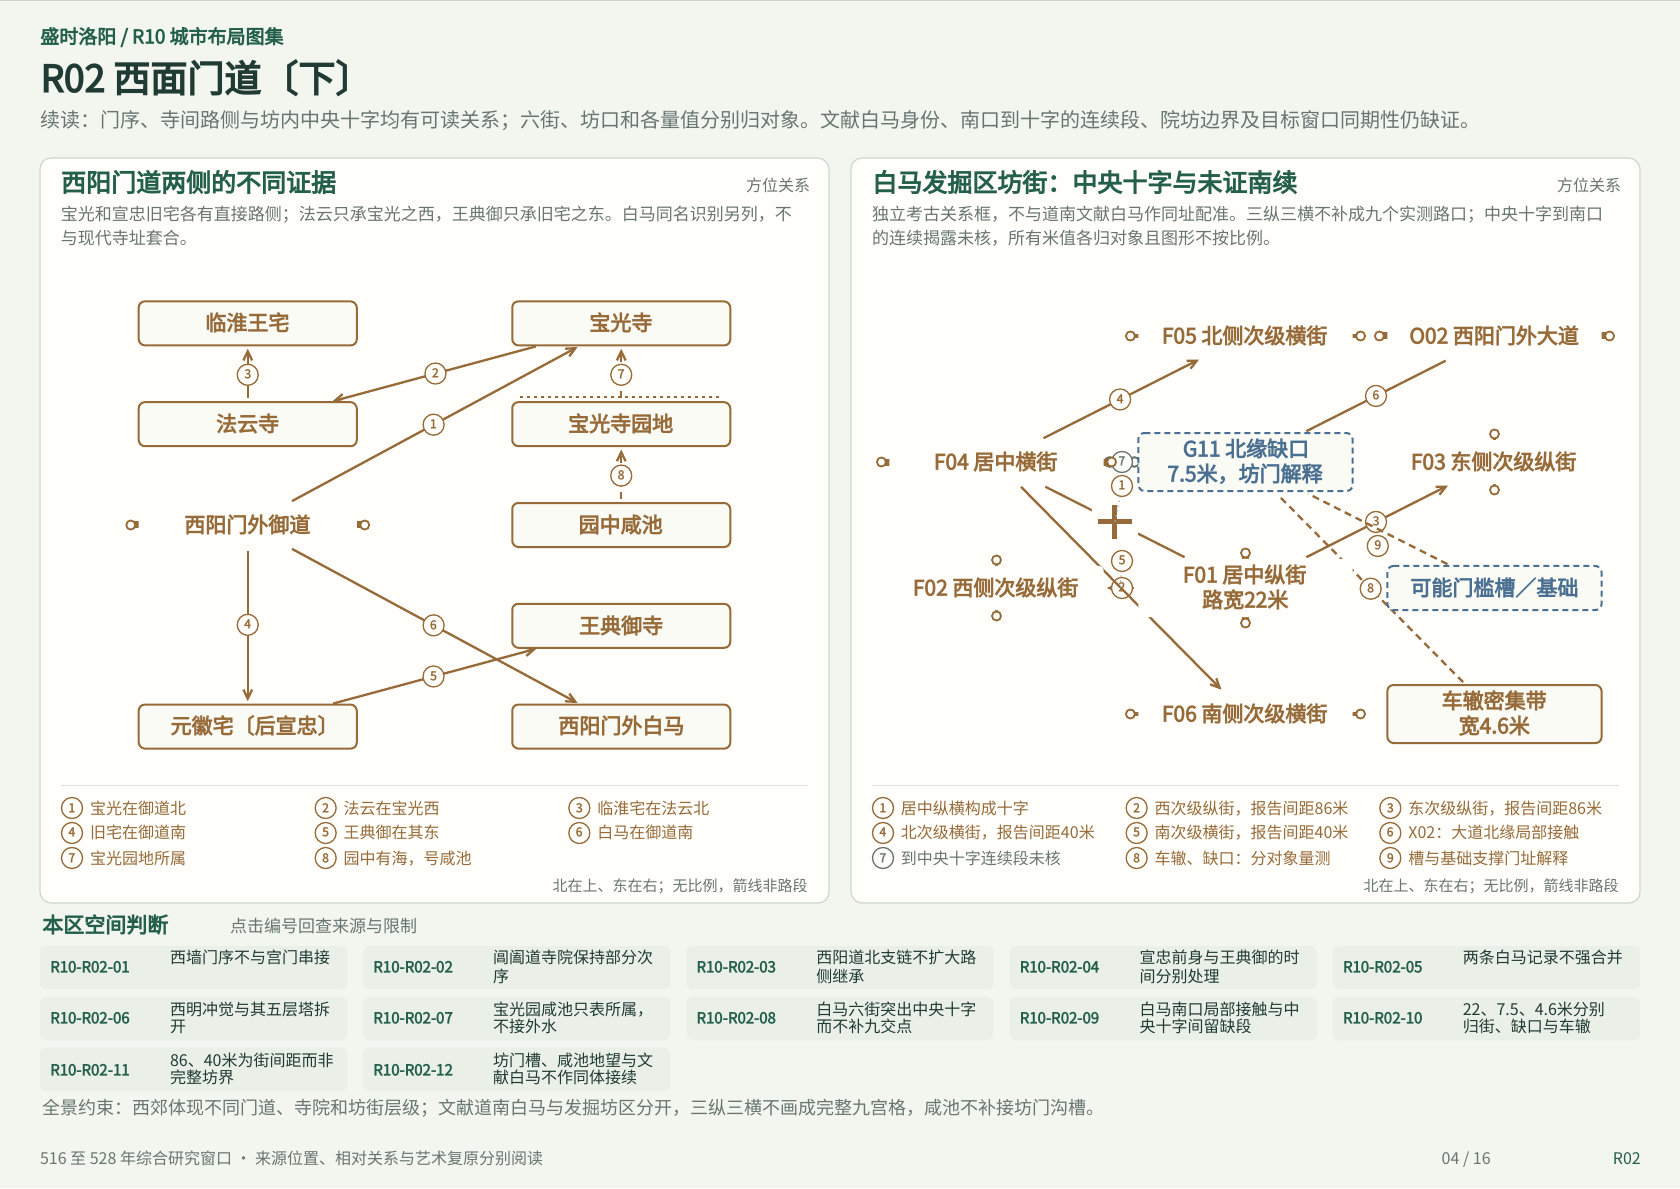 盛时洛阳 / R10 城市布局图集
R02 西面门道〔下〕
续读：门序、寺间路侧与坊内中央十字均有可读关系；六街、坊口和各量值分别归对象。文献白马身份、南口到十字的连续段、院坊边界及目标窗口同期性仍缺证。
西阳门道两侧的不同证据
方位关系
宝光和宣忠旧宅各有直接路侧；法云只承宝光之西，王典御只承旧宅之东。白马同名识别另列，不
与现代寺址套合。
临淮王宅
宝光寺
3
2
7
法云寺
1
宝光寺园地
8
西阳门外御道
园中咸池
4
6
王典御寺
5
元徽宅〔后宣忠〕
西阳门外白马
1 宝光在御道北
2 法云在宝光西
3 临淮宅在法云北
4 旧宅在御道南
5 王典御在其东
6 白马在御道南
7 宝光园地所属
8 园中有海，号咸池
北在上、东在右；无比例，箭线非路段
白马发掘区坊街：中央十字与未证南续
方位关系
独立考古关系框，不与道南文献白马作同址配准。三纵三横不补成九个实测路口；中央十字到南口
的连续揭露未核，所有米值各归对象且图形不按比例。
F05 北侧次级横街
O02 西阳门外大道
4
6
F04 居中横街
7
G11 北缘缺口
7.5米，坊门解释
F03 东侧次级纵街
1
3
9
5
F02 西侧次级纵街
2
F01 居中纵街
路宽22米
8
可能门槛槽／基础
F06 南侧次级横街
车辙密集带
宽4.6米
1 居中纵横构成十字
2 西次级纵街，报告间距86米
3 东次级纵街，报告间距86米
4 北次级横街，报告间距40米
5 南次级横街，报告间距40米
6 X02：大道北缘局部接触
7 到中央十字连续段未核
8 车辙、缺口：分对象量测
9 槽与基础支撑门址解释
北在上、东在右；无比例，箭线非路段
本区空间判断
点击编号回查来源与限制
R10-R02-01
西墙门序不与宫门串接
R10-R02-02
阊阖道寺院保持部分次
序
R10-R02-03
西阳道北支链不扩大路
侧继承
R10-R02-04
宣忠前身与王典御的时
间分别处理
R10-R02-05
两条白马记录不强合并
R10-R02-06
西明冲觉与其五层塔拆
开
R10-R02-07
宝光园咸池只表所属，
不接外水
R10-R02-08
白马六街突出中央十字
而不补九交点
R10-R02-09
白马南口局部接触与中
央十字间留缺段
R10-R02-10
22、7.5、4.6米分别
归街、缺口与车辙
R10-R02-11
86、40米为街间距而非
完整坊界
R10-R02-12
坊门槽、咸池地望与文
献白马不作同体接续
全景约束：西郊体现不同门道、寺院和坊街层级；文献道南白马与发掘坊区分开，三纵三横不画成完整九宫格，咸池不补接坊门沟槽。
516 至 528 年综合研究窗口 · 来源位置、相对关系与艺术复原分别阅读
04 / 16
R02